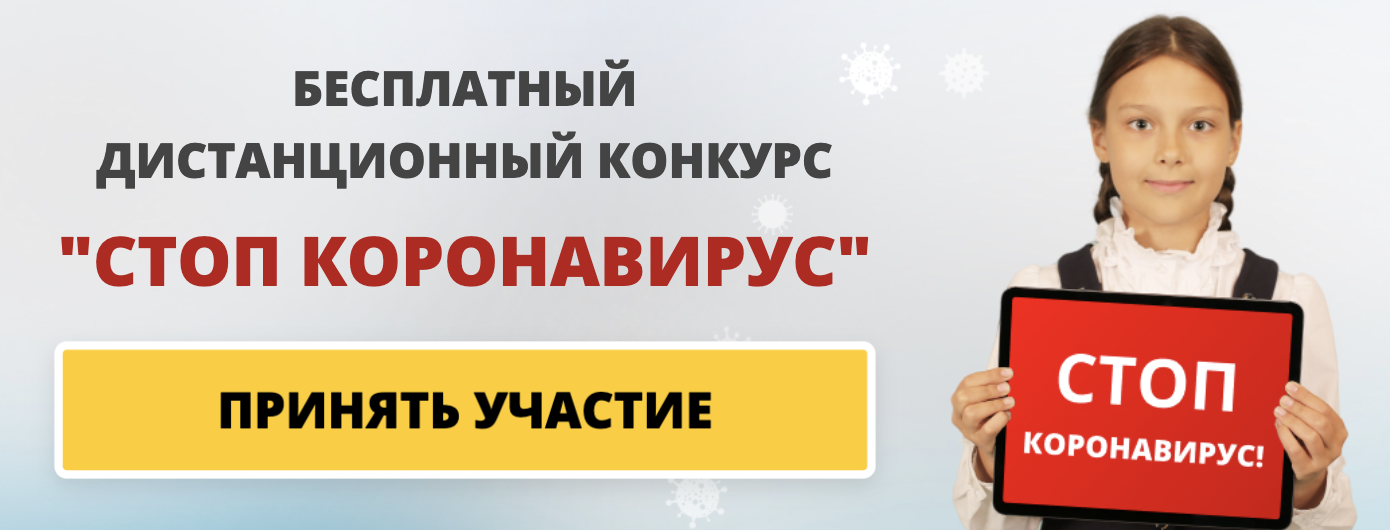 БЕСПЛАТНЫЙ
ДИСТАНЦИОННЫЙ КОНКУРС
"СТОП КОРОНАВИРУС"
ПРИНЯТЬ УЧАСТИЕ
СТОП
КОРОНАВИРУС!